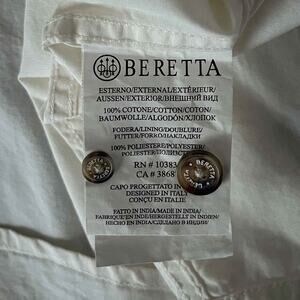 BERETTA
ESTERNO/EXTERNAL/EXTÉRIEUR/
AUSSEN/EXTERIOR/ВНЕШНИЙ ВИД
100% COTONE/COTTON/COTON/
BAUMWOLLE/ALGODÓN/ХЛОПОК
FODERA/LINING/DOUBLURE/
FUTTER/FORRO/НАКЛАДКИ
100% POLIESTERE/POLYESTER/
POLYESTER/
RN # 10383
CA # 3868
BERETTA
CAPO PROGETTATO IN
DESIGNED IN ITALY
CONÇU EN ITALIE
FATTO IN INDIA/MADE IN INDIA/
FABRIQUÉ EN INDE/HERGESTELLT IN INDIEN/
HECHO EN INDIA/СДЕЛАНО В ИНДИИ